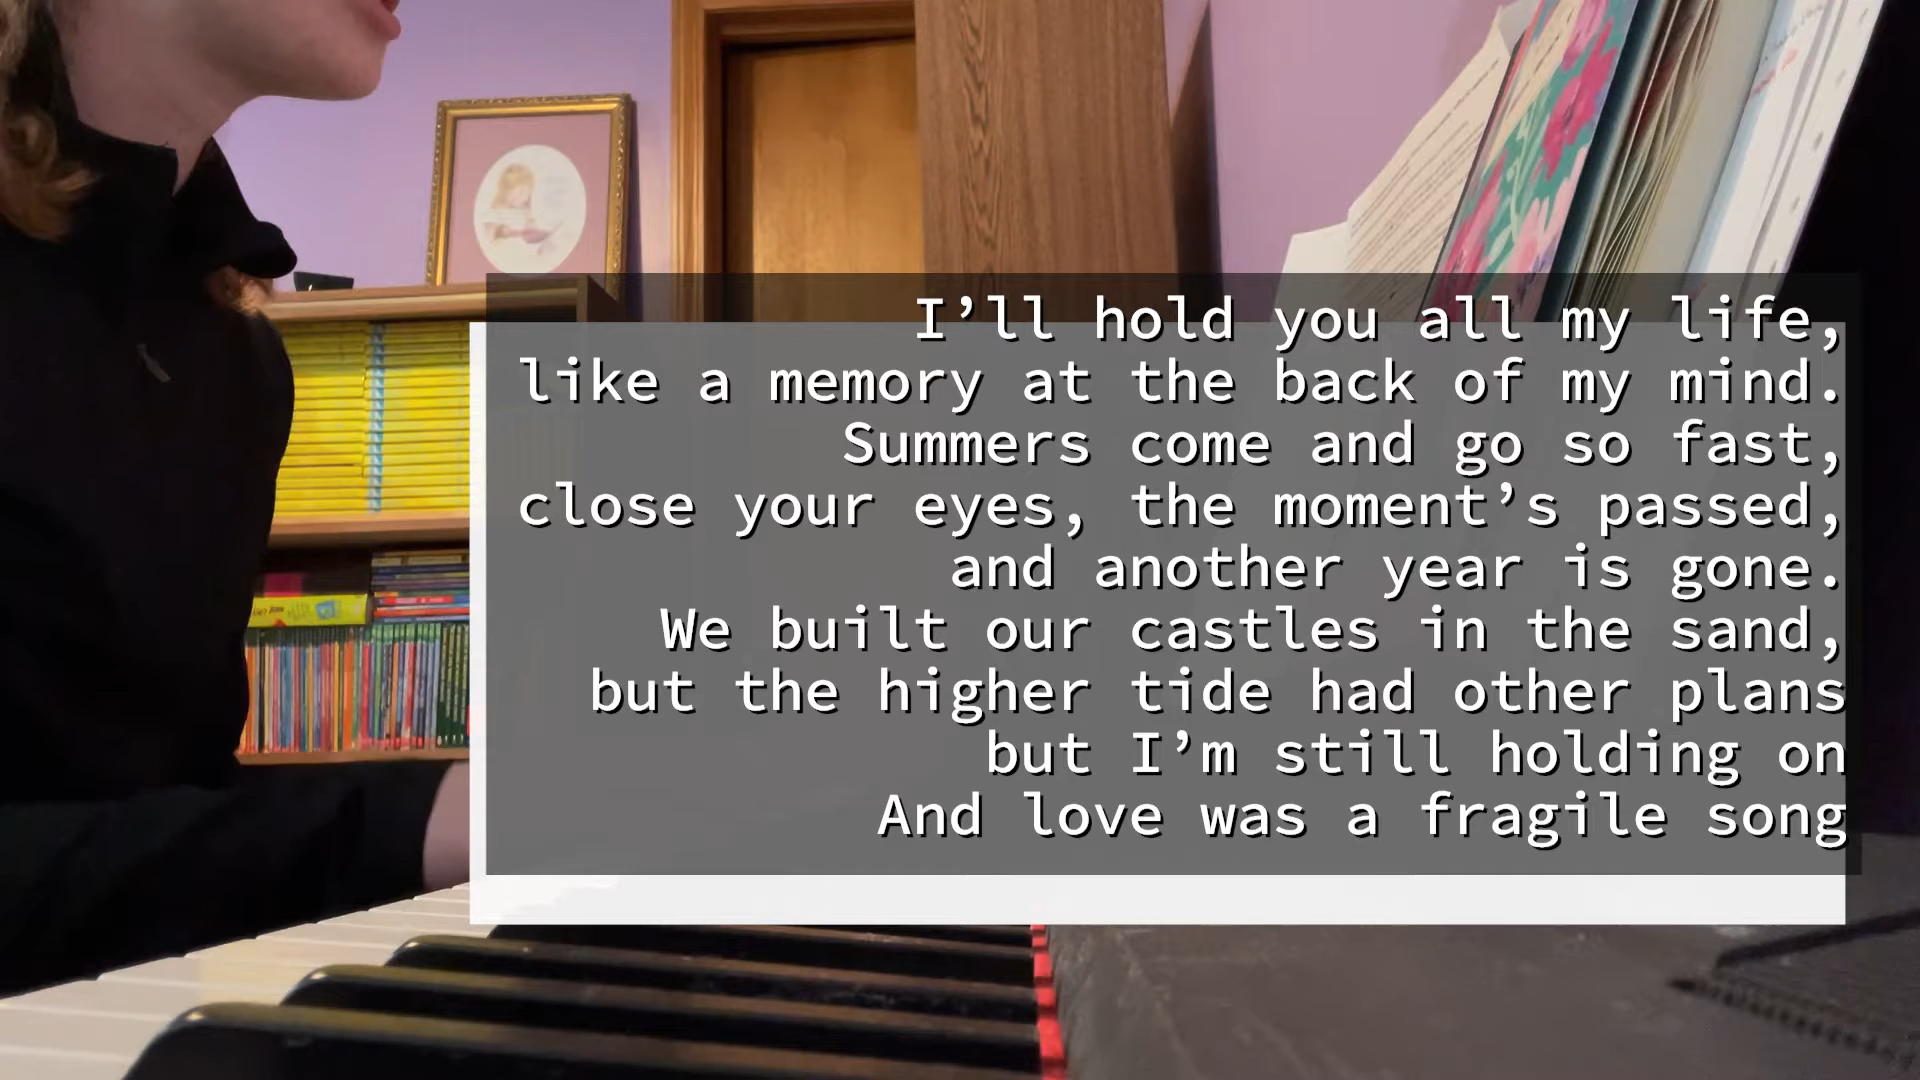 I’ll hold you all my life,
like a memory at the back of my mind.
Summers come and go so fast,
close your eyes, the moment’s passed,
and another year is gone.
We built our castles in the sand,
but the higher tide had other plans
but I’m still holding on
And love was a fragile song